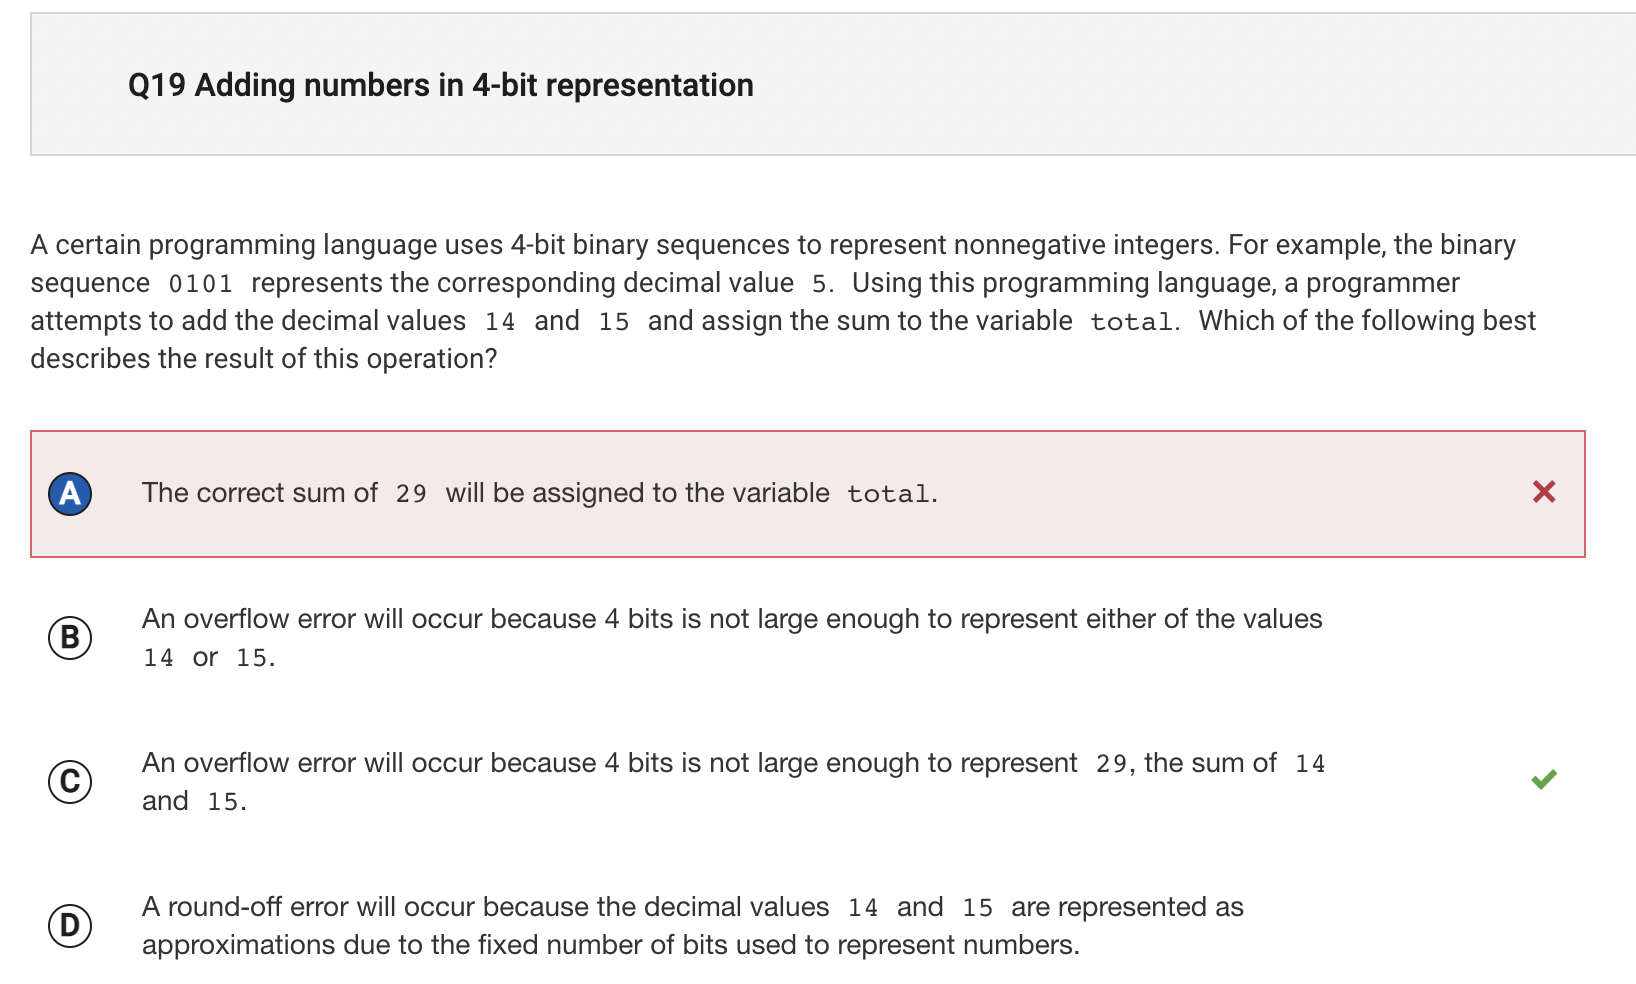 Q19 Adding numbers in 4-bit representation
A certain programming language uses 4-bit binary sequences to represent nonnegative integers. For example, the binary
sequence 0101 represents the corresponding decimal value 5. Using this programming language, a programmer
attempts to add the decimal values 14 and 15 and assign the sum to the variable total. Which of the following best
describes the result of this operation?
A The correct sum of 29 will be assigned to the variable total.
B An overflow error will occur because 4 bits is not large enough to represent either of the values
14 or 15.
C An overflow error will occur because 4 bits is not large enough to represent 29, the sum of 14
and 15.
D A round-off error will occur because the decimal values 14 and 15 are represented as
approximations due to the fixed number of bits used to represent numbers.